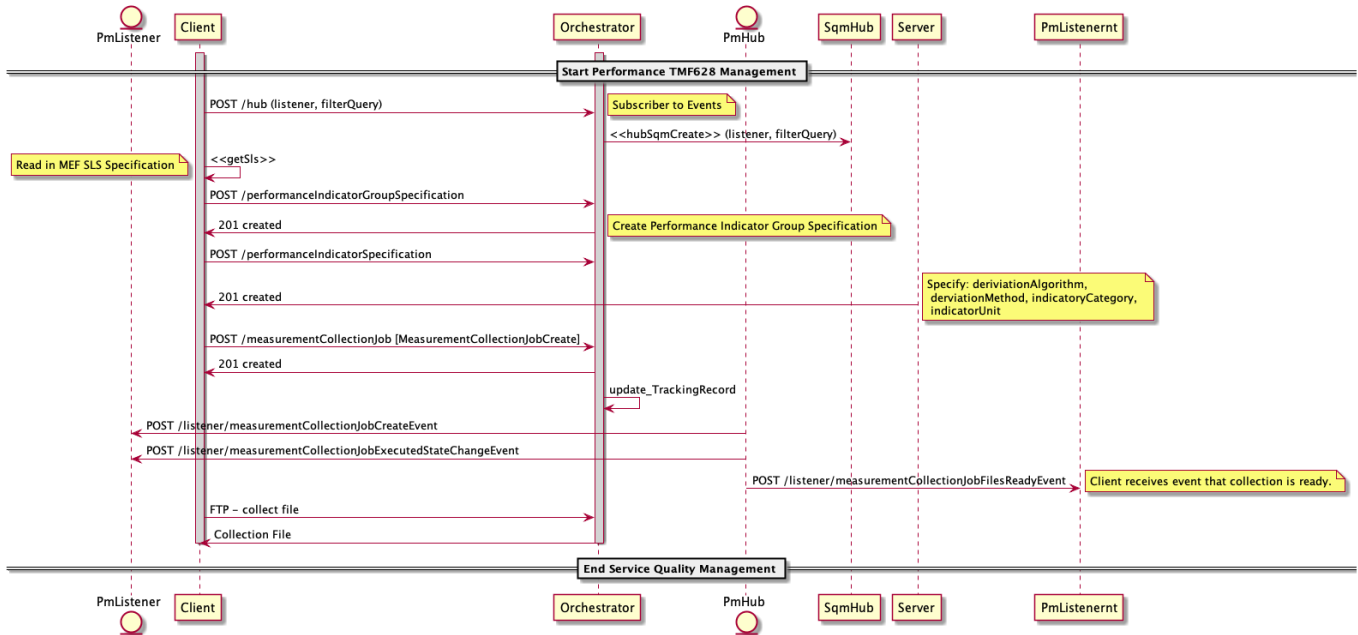 PmListener
Client
Orchestrator
PmHub
SqmHub
Server
PmListenernt
Start Performance TMF628 Management
POST /hub (listener, filterQuery)
Subscriber to Events
<<hubSqmCreate>> (listener, filterQuery)
Read in MEF SLS Specification
<<getSls>>
POST /performanceIndicatorGroupSpecification
201 created
Create Performance Indicator Group Specification
POST /performanceIndicatorSpecification
201 created
Specify: deriviationAlgorithm,
derviationMethod, indicatoryCategory,
indicatorUnit
POST /measurementCollectionJob [MeasurementCollectionJobCreate]
201 created
update_TrackingRecord
POST /listener/measurementCollectionJobCreateEvent
POST /listener/measurementCollectionJobExecutedStateChangeEvent
POST /listener/measurementCollectionJobFilesReadyEvent
Client receives event that collection is ready.
FTP - collect file
Collection File
End Service Quality Management
PmListener
Client
Orchestrator
PmHub
SqmHub
Server
PmListenernt